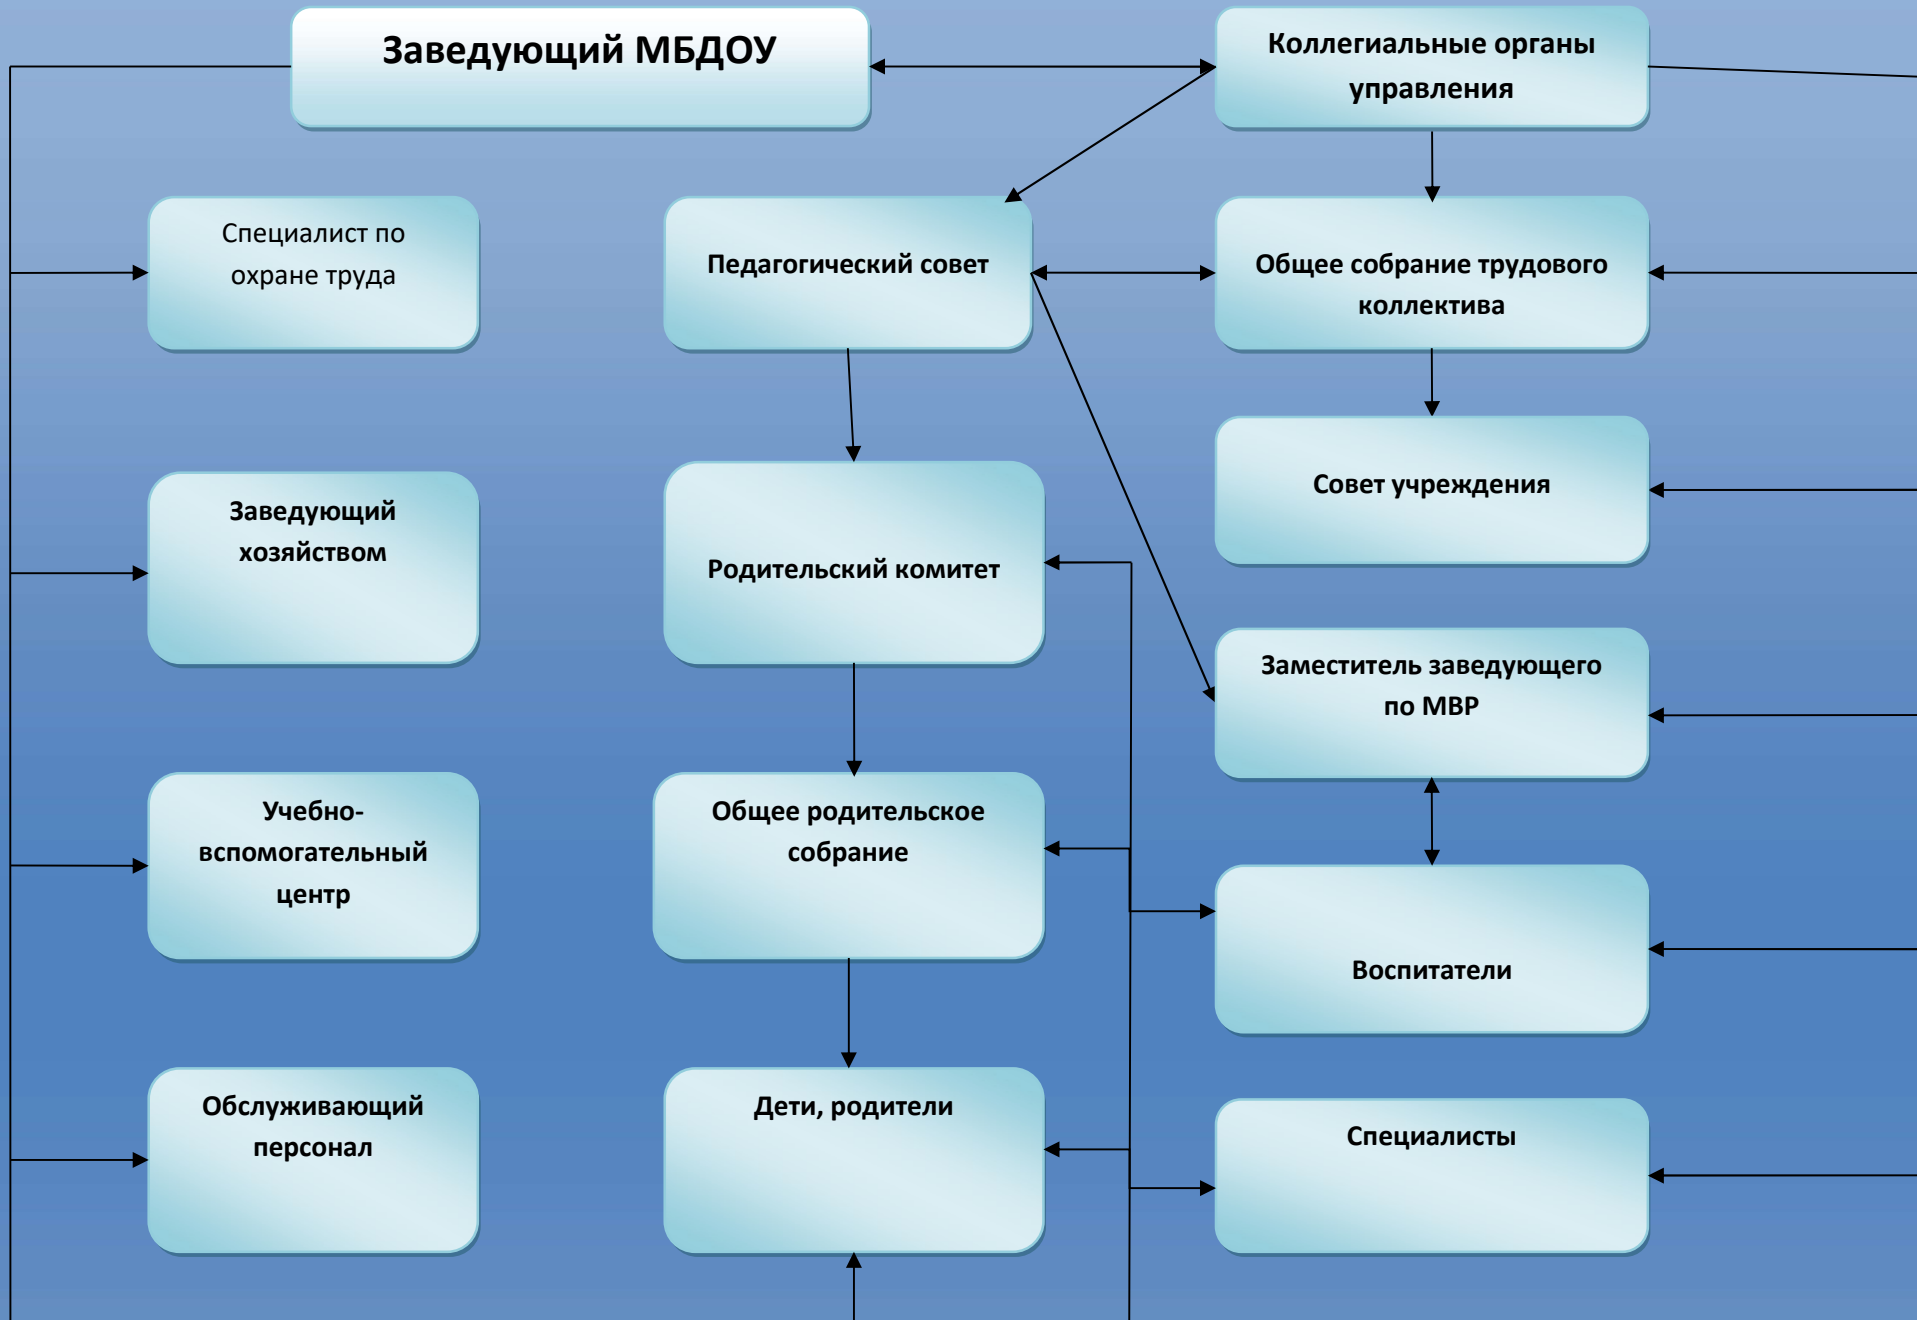 Заведующий МБДОУ
Коллегиальные органы
управления
Специалист по
охране труда
Педагогический совет
Общее собрание трудового
коллектива
Заведующий
хозяйством
Родительский комитет
Совет учреждения
Заместитель заведующего
по МВР
Учебно-
вспомогательный
центр
Общее родительское
собрание
Воспитатели
Обслуживающий
персонал
Дети, родители
Специалисты